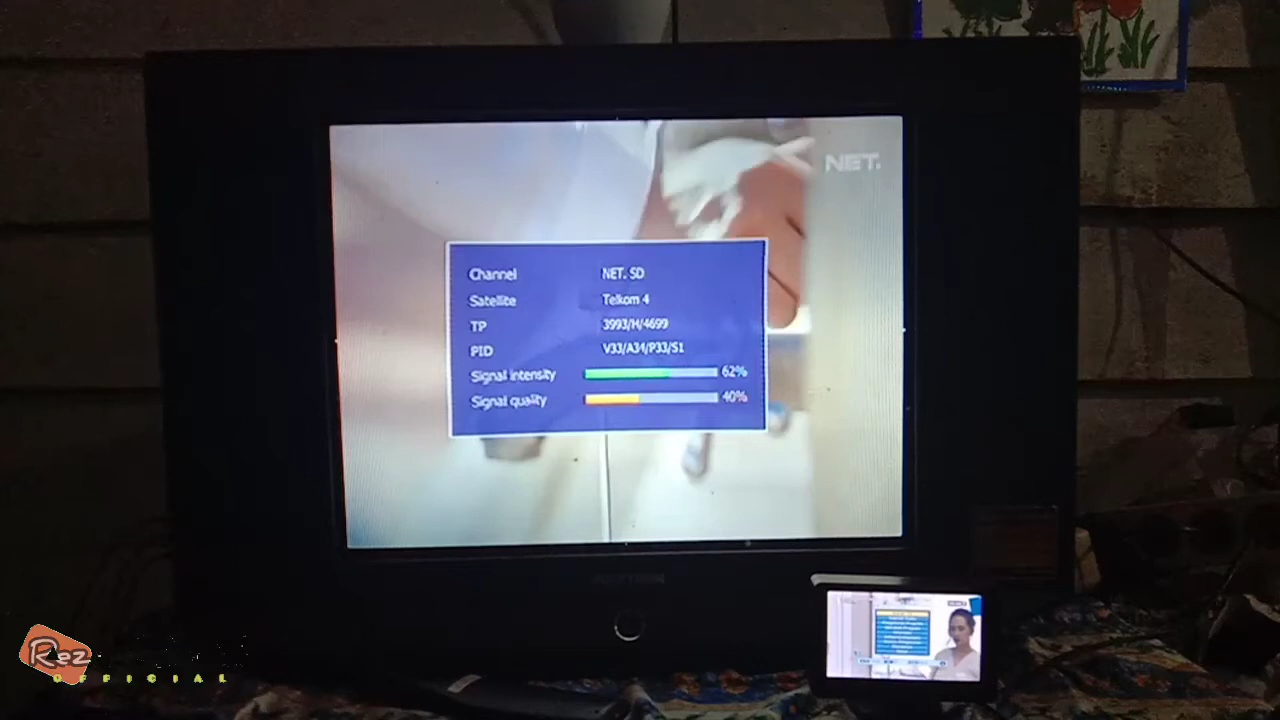 NET.
Channel NET. SD
Satellite Telkom 4
TP 3993/H/4699
PID V33/A34/P33/S1
Signal intensity 62%
Signal quality 40%
Rez
OFFICIAL